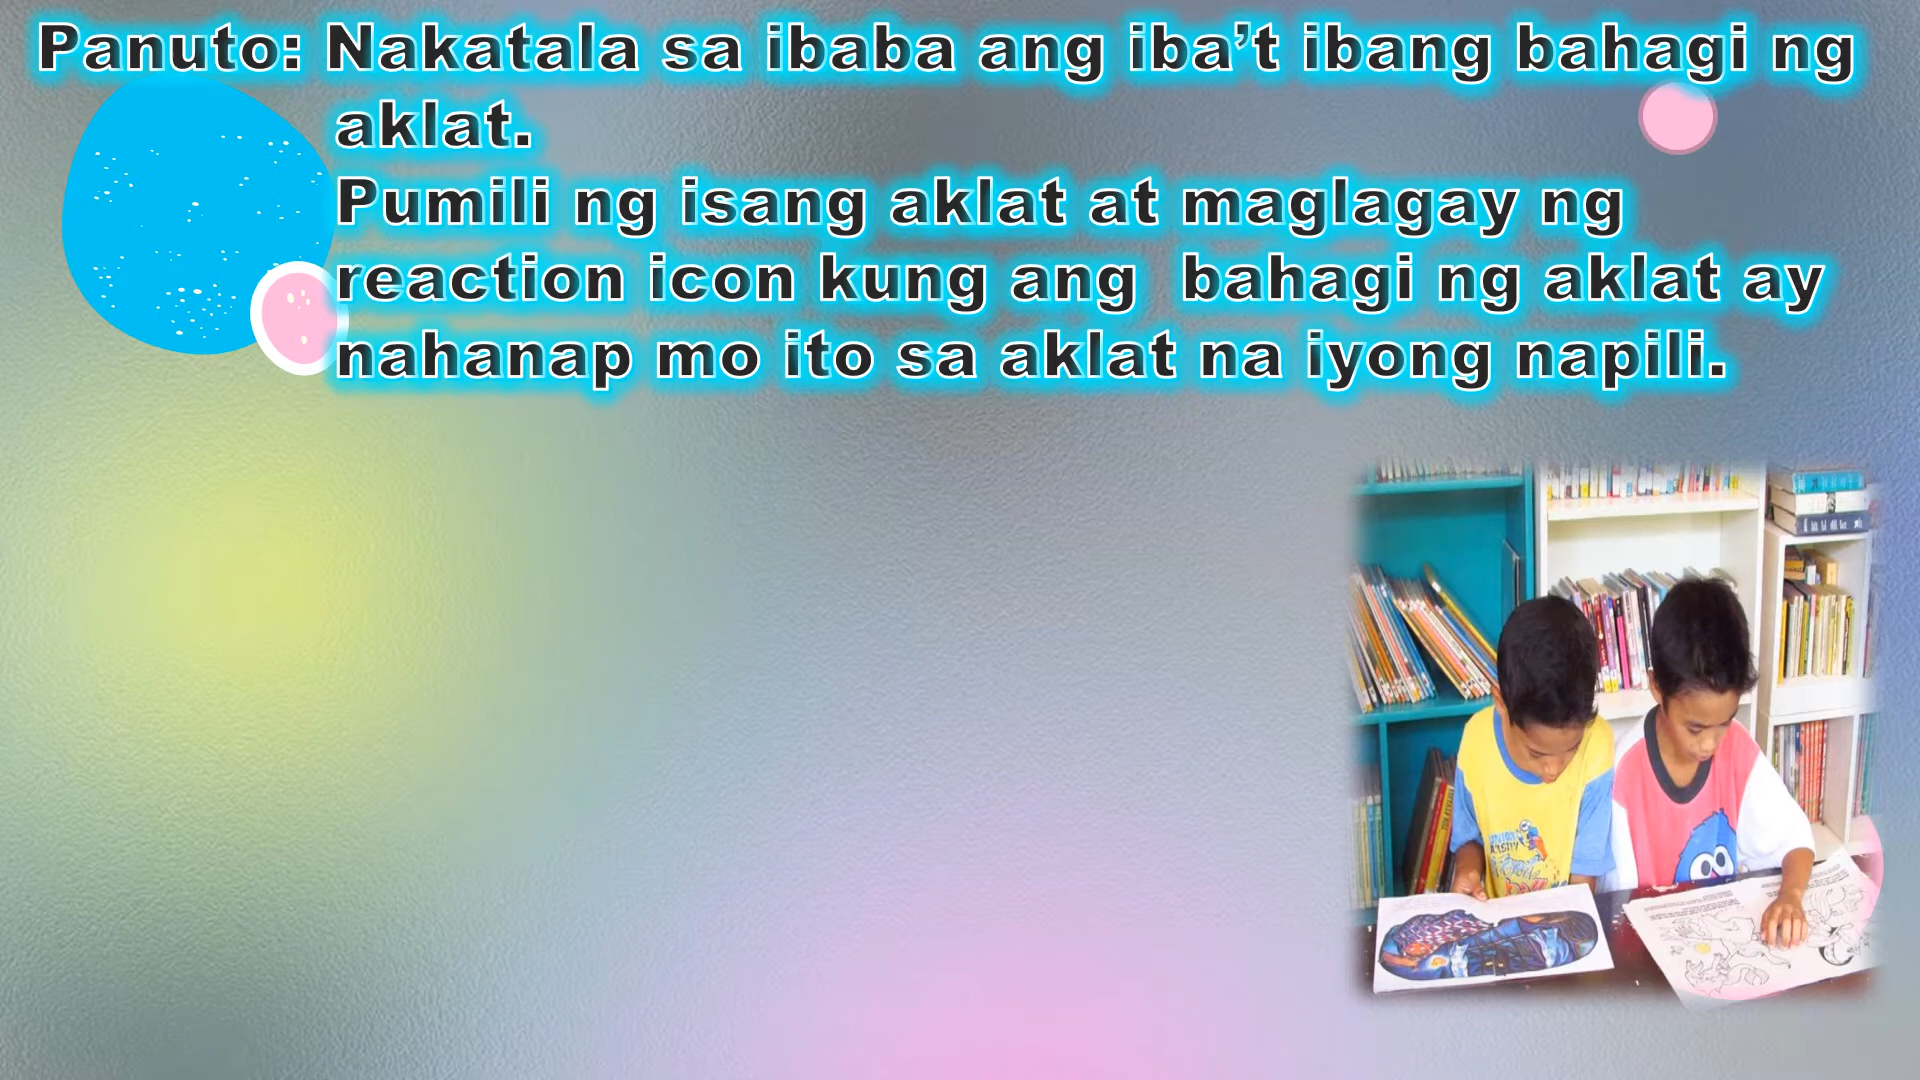 Panuto: Nakatala sa ibaba ang iba’t ibang bahagi ng
aklat.
Pumili ng isang aklat at maglagay ng
reaction icon kung ang bahagi ng aklat ay
nahanap mo ito sa aklat na iyong napili.